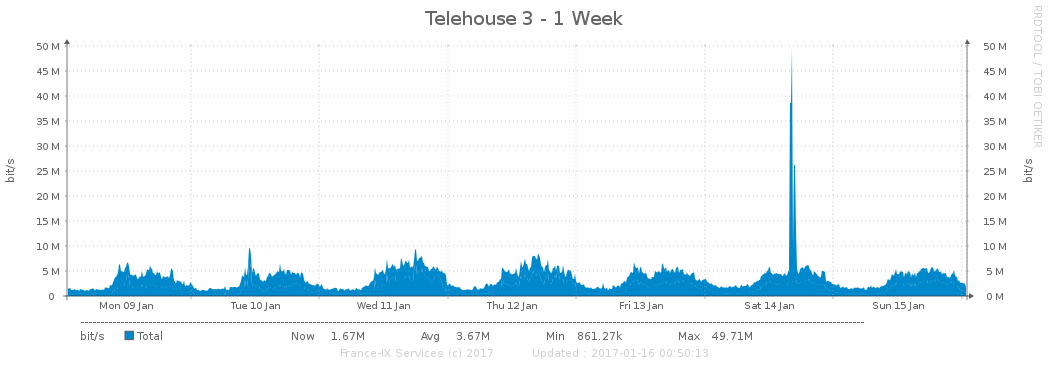 Telehouse 3 - 1 Week
RRDTOOL / TOBI OETIKER
50 M 50 M
45 M 45 M
40 M 40 M
35 M 35 M
30 M 30 M
25 M 25 M
20 M 20 M
15 M 15 M
10 M 10 M
5 M 5 M
0 0 M
bit/s bit/s
Mon 09 Jan Tue 10 Jan Wed 11 Jan Thu 12 Jan Fri 13 Jan Sat 14 Jan Sun 15 Jan
bit/s Total Now 1.67M Avg 3.67M Min 861.27k Max 49.71M
France-IX Services (c) 2017 Updated : 2017-01-16 00:50:13